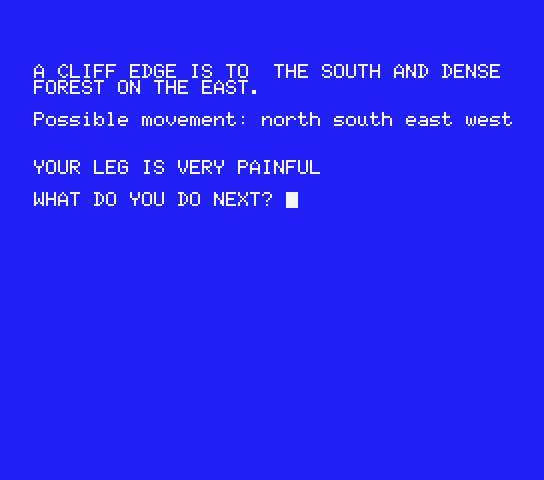 A CLIFF EDGE IS TO  THE SOUTH AND DENSE
FOREST ON THE EAST.
Possible movement: north south east west
YOUR LEG IS VERY PAINFUL
WHAT DO YOU DO NEXT?